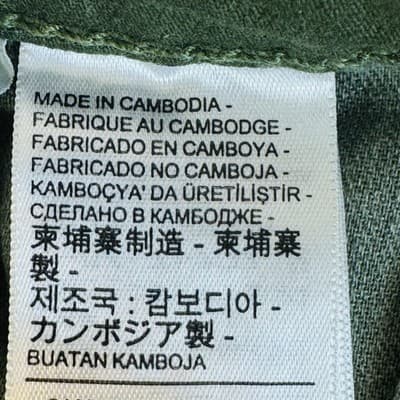 MADE IN CAMBODIA -
FABRIQUE AU CAMBODGE -
FABRICADO EN CAMBOYA -
FABRICADO NO CAMBOJA -
KAMBOÇYA' DA ÜRETİLİŞTİR -
СДЕЛАНО В КАМБОДЖЕ -
柬埔寨制造 - 柬埔寨
製 -
제조국 : 캄보디아 -
カンボジア製 -
BUATAN KAMBOJA